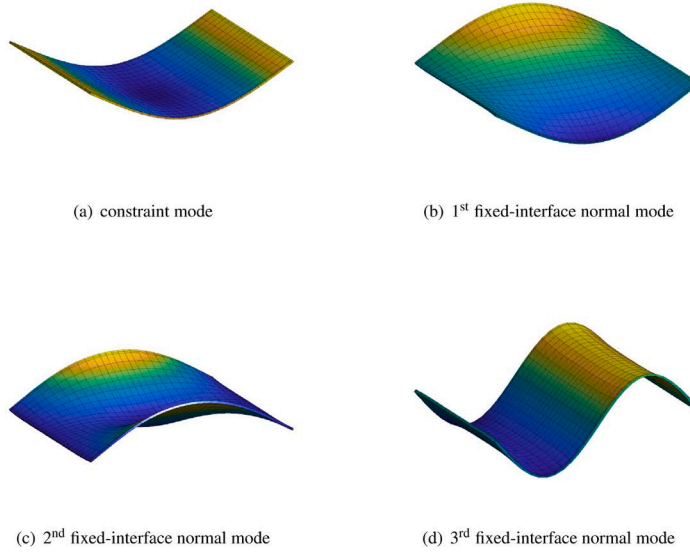 (a) constraint mode
(b) 1st fixed-interface normal mode
(c) 2nd fixed-interface normal mode
(d) 3rd fixed-interface normal mode